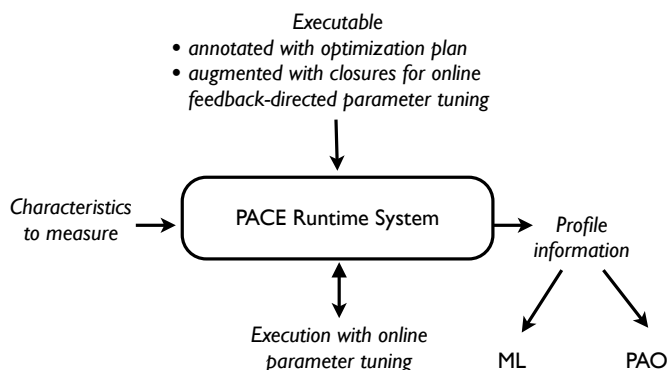 Executable
• annotated with optimization plan
• augmented with closures for online
feedback-directed parameter tuning
Characteristics
to measure
PACE Runtime System
Profile
information
Execution with online
parameter tuning
ML
PAO